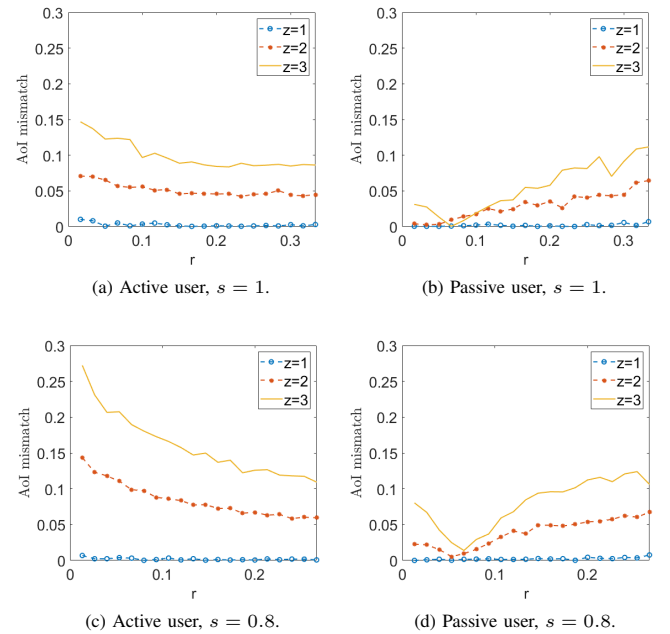 0.3
0.25
0.2
0.15
0.1
0.05
0
AoI mismatch
z=1
z=2
z=3
0 0.1 0.2 0.3
r
(a) Active user, s = 1.
0.3
0.25
0.2
0.15
0.1
0.05
0
AoI mismatch
z=1
z=2
z=3
0 0.1 0.2 0.3
r
(b) Passive user, s = 1.
0.3
0.25
0.2
0.15
0.1
0.05
0
AoI mismatch
z=1
z=2
z=3
0 0.1 0.2
r
(c) Active user, s = 0.8.
0.3
0.25
0.2
0.15
0.1
0.05
0
AoI mismatch
z=1
z=2
z=3
0 0.1 0.2
r
(d) Passive user, s = 0.8.